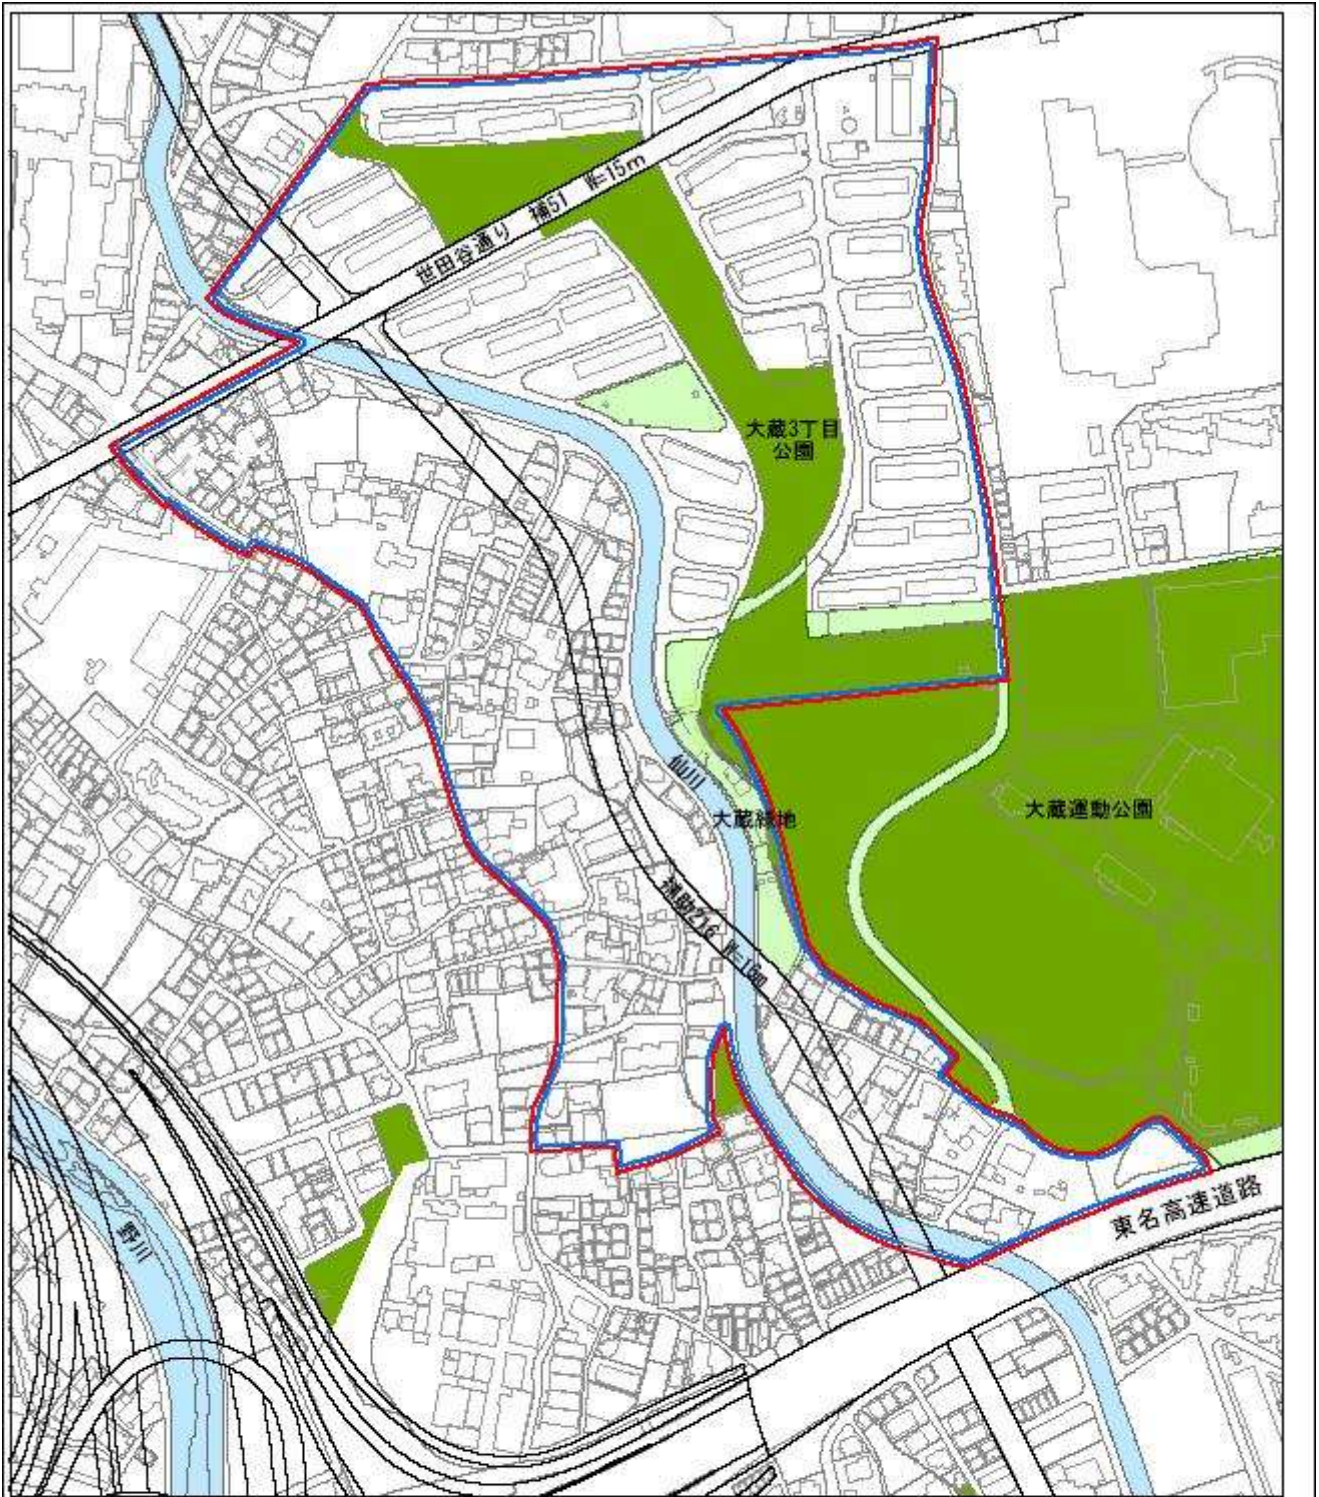 世田谷通り 補51 W=15m
大蔵3丁目
公園
仙川
大蔵緑地
大蔵運動公園
補助216 W=16m
東名高速道路
野川